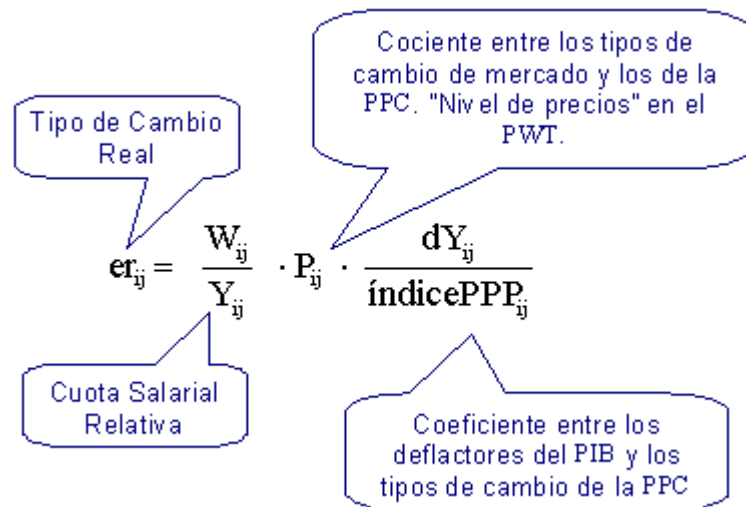 Cociente entre los tipos de
cambio de mercado y los de la
PPC. "Nivel de precios" en el
PWT.
Tipo de Cambio
Real
er_ij = W_ij / Y_ij · P_ij · dY_ij / índicePPP_ij
Cuota Salarial
Relativa
Coeficiente entre los
deflactores del PIB y los
tipos de cambio de la PPC